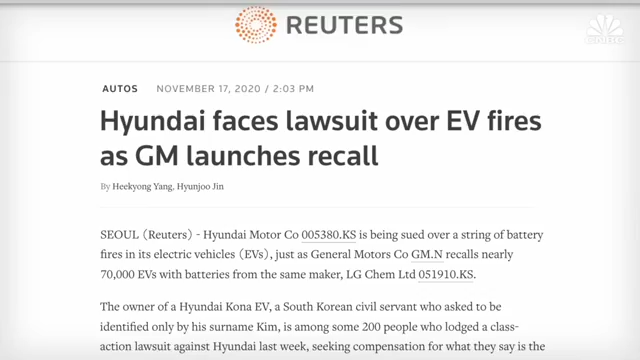 REUTERS
AUTOS NOVEMBER 17, 2020 / 2:03 PM
Hyundai faces lawsuit over EV fires
as GM launches recall
By Heekyong Yang, Hyunjoo Jin
SEOUL (Reuters) - Hyundai Motor Co 005380.KS is being sued over a string of battery
fires in its electric vehicles (EVs), just as General Motors Co GM.N recalls nearly
70,000 EVs with batteries from the same maker, LG Chem Ltd 051910.KS.
The owner of a Hyundai Kona EV, a South Korean civil servant who asked to be
identified only by his surname Kim, is among some 200 people who lodged a class-
action lawsuit against Hyundai last week, seeking compensation for what they say is the